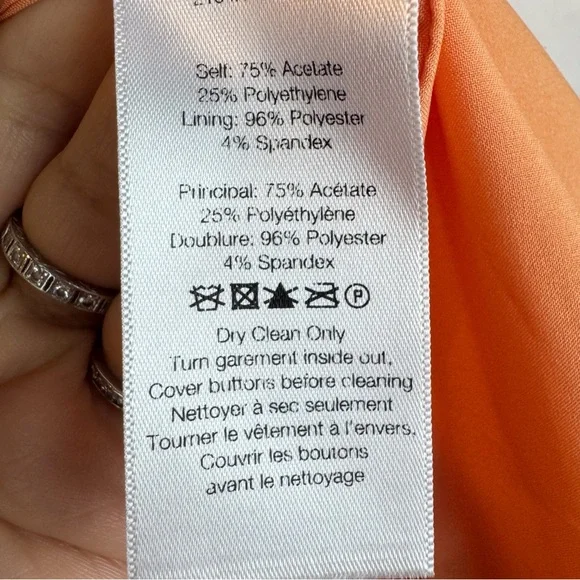 Self: 75% Acetate
25% Polyethylene
Lining: 96% Polyester
4% Spandex
Principal: 75% Acétate
25% Polyéthylène
Doublure: 96% Polyester
4% Spandex
P
Dry Clean Only
Turn garement inside out,
Cover buttons before cleaning
Nettoyer à sec seulement
Tourner le vêtement à l'envers,
Couvrir les boutons
avant le nettoyage